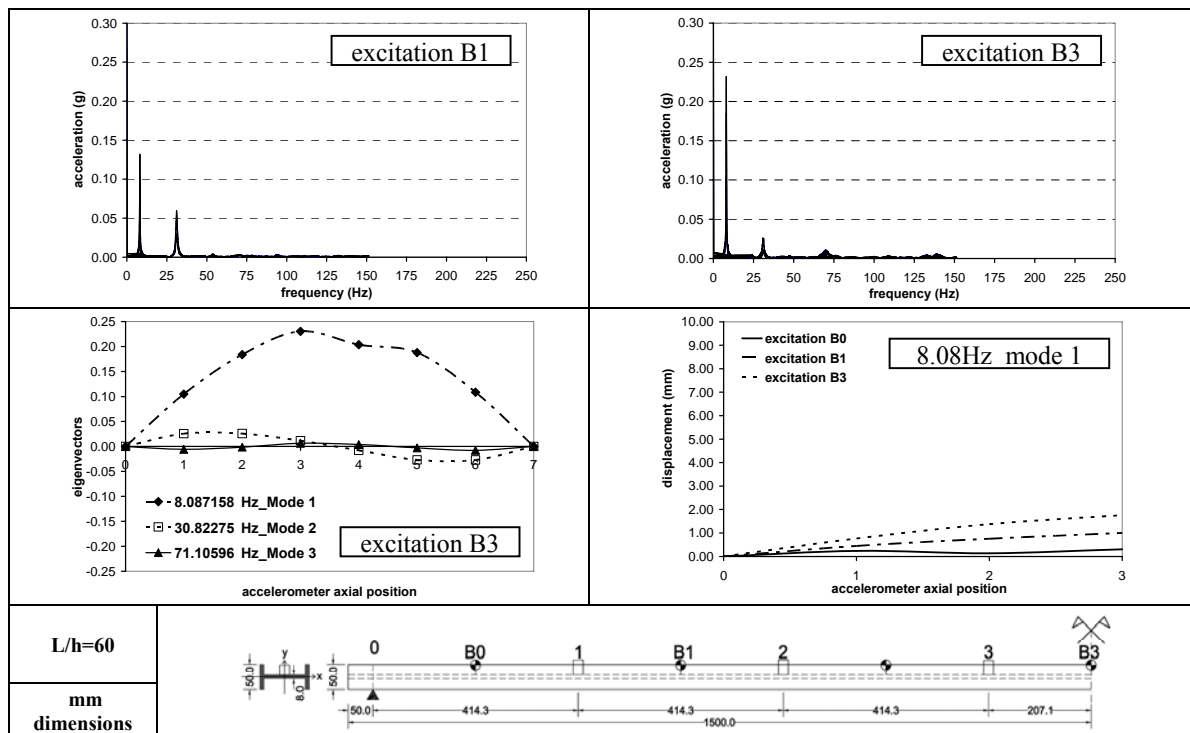 0.30
0.25
0.20
0.15
0.10
0.05
0.00
acceleration (g)
excitation B1
0 25 50 75 100 125 150 175 200 225 250
frequency (Hz)
0.30
0.25
0.20
0.15
0.10
0.05
0.00
acceleration (g)
excitation B3
0 25 50 75 100 125 150 175 200 225 250
frequency (Hz)
0.25
0.20
0.15
0.10
0.05
0.00
-0.05
-0.10
-0.15
-0.20
-0.25
eigenvectors
0 1 2 3 4 5 6 7
8.087158 Hz_Mode 1
30.82275 Hz_Mode 2
71.10596 Hz_Mode 3
excitation B3
accelerometer axial position
10.00
9.00
8.00
7.00
6.00
5.00
4.00
3.00
2.00
1.00
0.00
displacement (mm)
excitation B0
excitation B1
excitation B3
8.08Hz_mode 1
0 1 2 3
accelerometer axial position
L/h=60
mm
dimensions
y
x
50.0
8.0
50.0
0 B0 1 B1 2 3 B3
50.0 414.3 414.3 414.3 207.1
1500.0